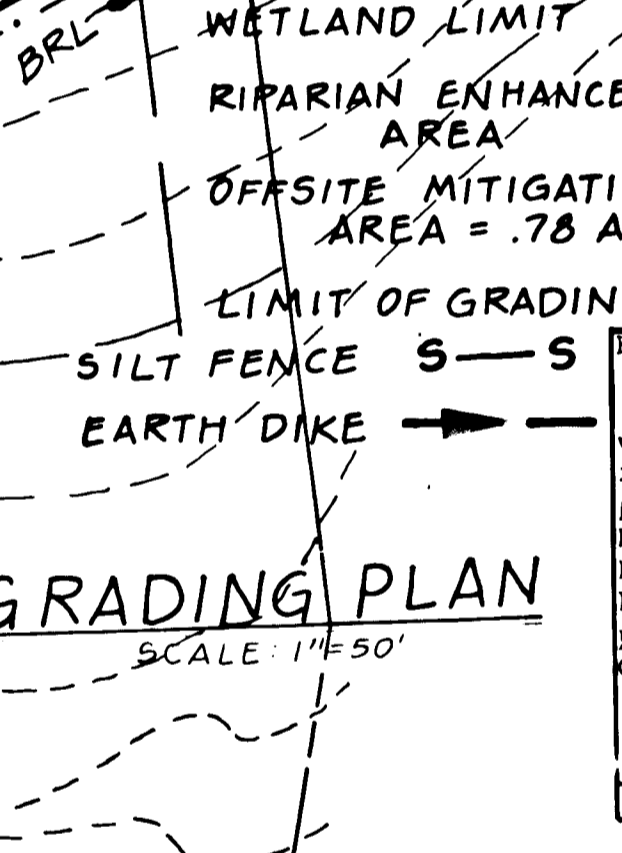 BRL
WETLAND LIMIT
RIPARIAN ENHANCE
AREA
OFFSITE MITIGATI
AREA = .78 A
LIMIT OF GRADIN
SILT FENCE S — S
EARTH DIKE
GRADING PLAN
SCALE: 1"=50'